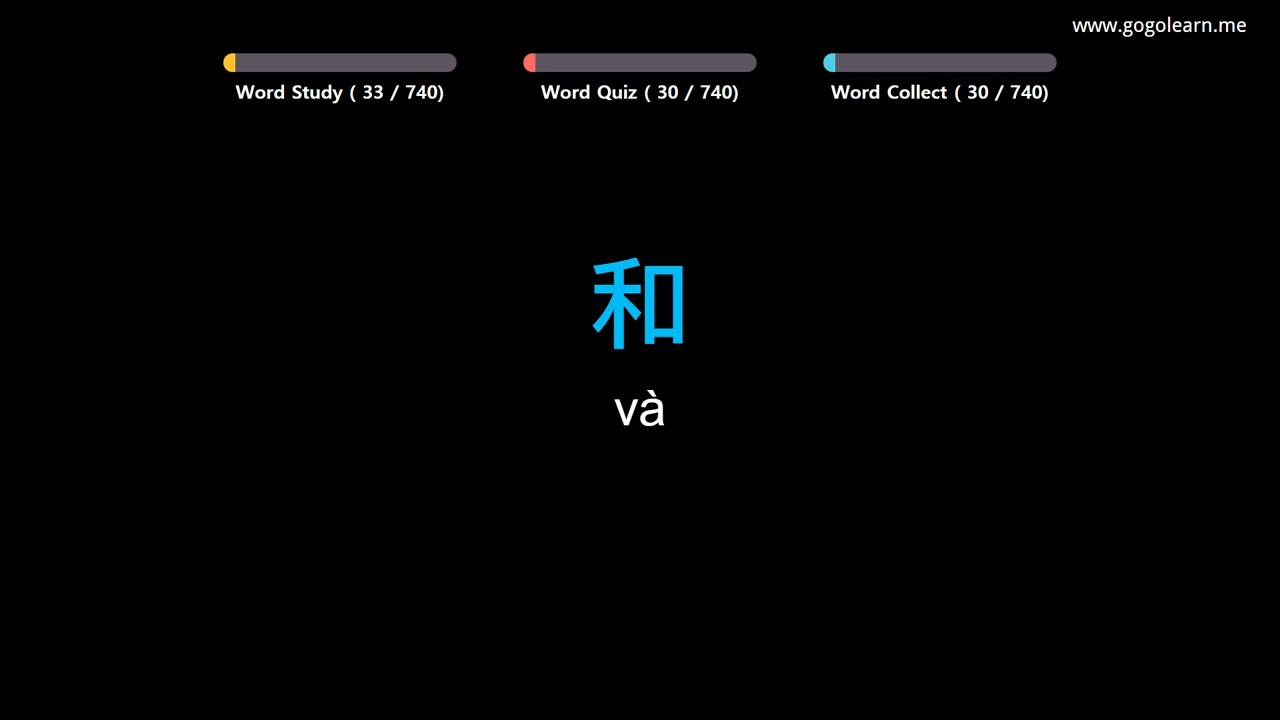 www.gogolearn.me
Word Study ( 33 / 740)
Word Quiz ( 30 / 740)
Word Collect ( 30 / 740)
和
và